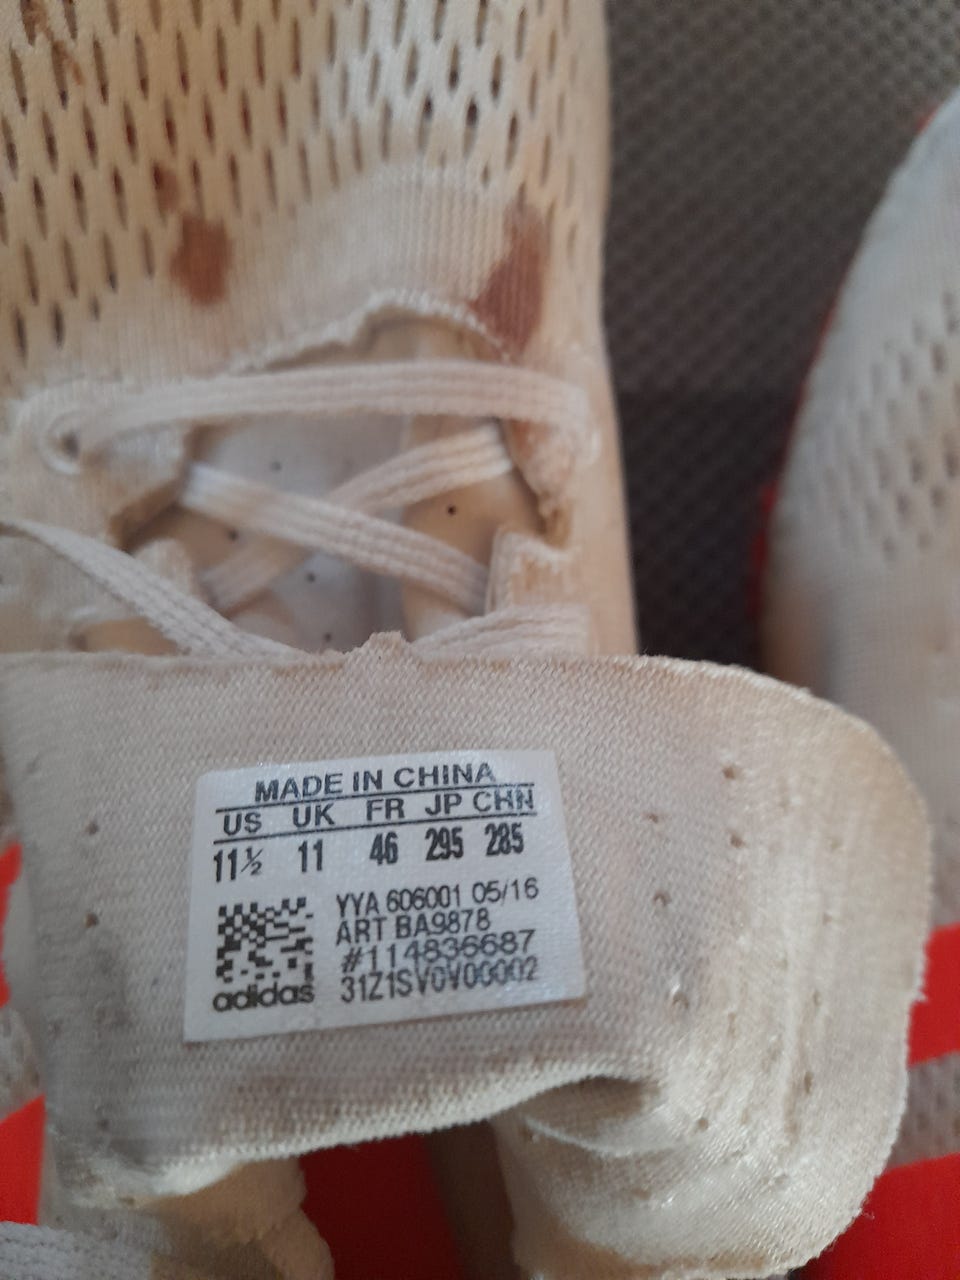 MADE IN CHINA
US UK FR JP CHN
11½ 11 46 295 285
YYA 606001 05/16
ART BA9878
#114836687
31Z1SV0V00002
adidas